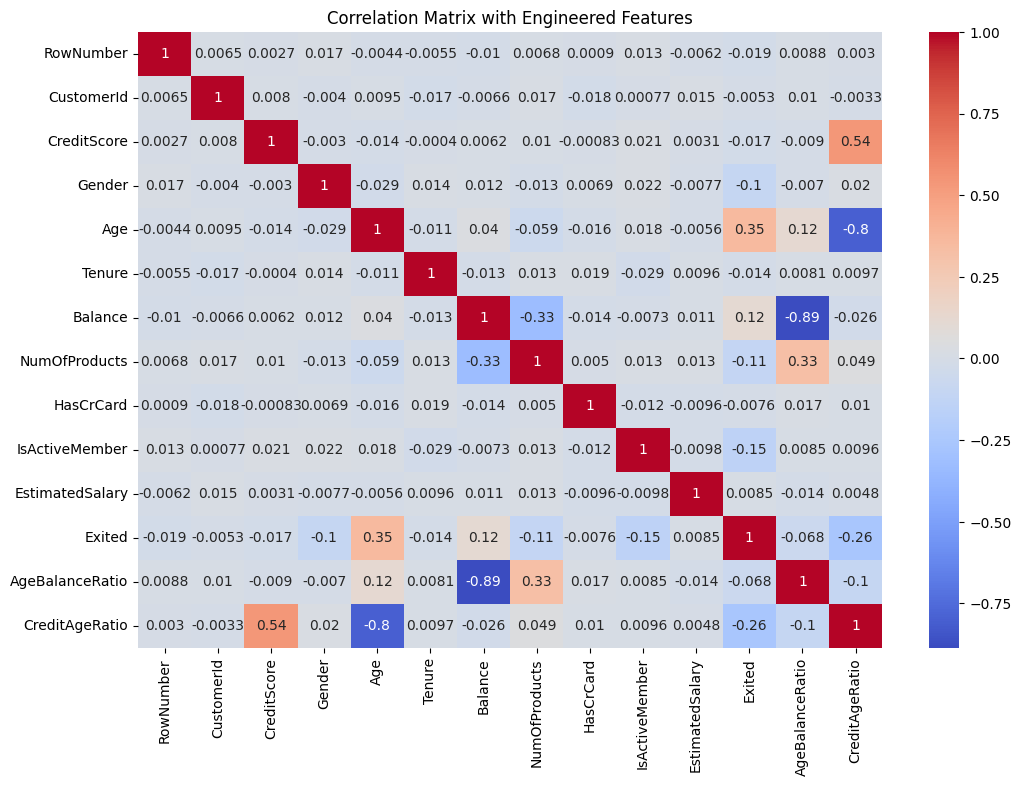 Correlation Matrix with Engineered Features
RowNumber 1 0.0065 0.0027 0.017 -0.0044 -0.0055 -0.01 0.0068 0.0009 0.013 -0.0062 -0.019 0.0088 0.003
CustomerId 0.0065 1 0.008 -0.004 0.0095 -0.017 -0.0066 0.017 -0.018 0.00077 0.015 -0.0053 0.01 -0.0033
CreditScore 0.0027 0.008 1 -0.003 -0.014 -0.0004 0.0062 0.01 -0.00083 0.021 0.0031 -0.017 -0.009 0.54
Gender 0.017 -0.004 -0.003 1 -0.029 0.014 0.012 -0.013 0.0069 0.022 -0.0077 -0.1 -0.007 0.02
Age -0.0044 0.0095 -0.014 -0.029 1 -0.011 0.04 -0.059 -0.016 0.018 -0.0056 0.35 0.12 -0.8
Tenure -0.0055 -0.017 -0.0004 0.014 -0.011 1 -0.013 0.013 0.019 -0.029 0.0096 -0.014 0.0081 0.0097
Balance -0.01 -0.0066 0.0062 0.012 0.04 -0.013 1 -0.33 -0.014 -0.0073 0.011 0.12 -0.89 -0.026
NumOfProducts 0.0068 0.017 0.01 -0.013 -0.059 0.013 -0.33 1 0.005 0.013 0.013 -0.11 0.33 0.049
HasCrCard 0.0009 -0.018 -0.00083 0.0069 -0.016 0.019 -0.014 0.005 1 -0.012 -0.0096 -0.0076 0.017 0.01
IsActiveMember 0.013 0.00077 0.021 0.022 0.018 -0.029 -0.0073 0.013 -0.012 1 -0.0098 -0.15 0.0085 0.0096
EstimatedSalary -0.0062 0.015 0.0031 -0.0077 -0.0056 0.0096 0.011 0.013 -0.0096 -0.0098 1 0.0085 -0.014 0.0048
Exited -0.019 -0.0053 -0.017 -0.1 0.35 -0.014 0.12 -0.11 -0.0076 -0.15 0.0085 1 -0.068 -0.26
AgeBalanceRatio 0.0088 0.01 -0.009 -0.007 0.12 0.0081 -0.89 0.33 0.017 0.0085 -0.014 -0.068 1 -0.1
CreditAgeRatio 0.003 -0.0033 0.54 0.02 -0.8 0.0097 -0.026 0.049 0.01 0.0096 0.0048 -0.26 -0.1 1
RowNumber
CustomerId
CreditScore
Gender
Age
Tenure
Balance
NumOfProducts
HasCrCard
IsActiveMember
EstimatedSalary
Exited
AgeBalanceRatio
CreditAgeRatio
1.00
0.75
0.50
0.25
0.00
-0.25
-0.50
-0.75